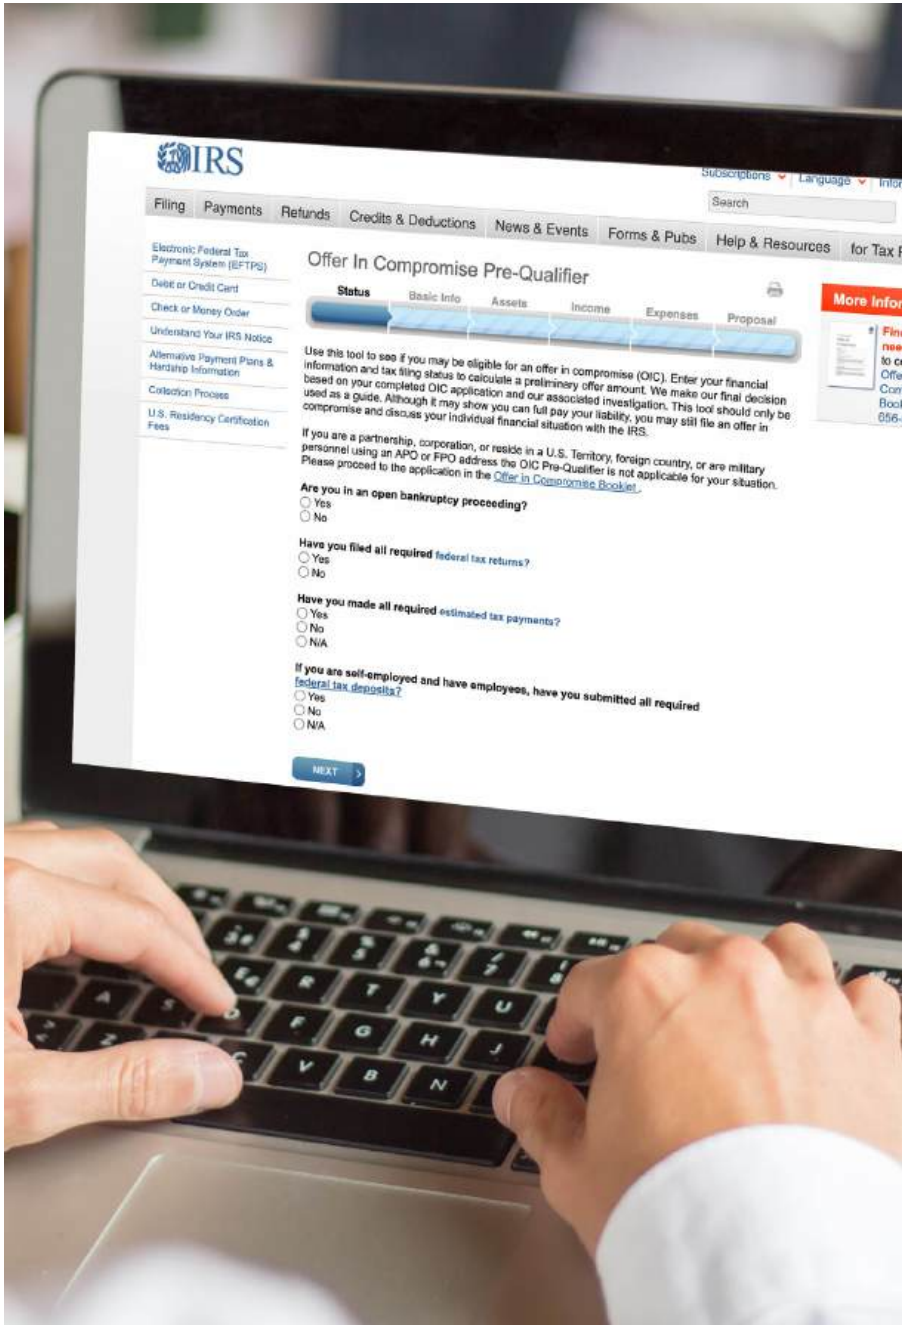 IRS
Subscriptions Language
Search
Filing Payments Refunds Credits & Deductions News & Events Forms & Pubs Help & Resources for Tax
Electronic Federal Tax
Payment System (EFTPS)
Debit or Credit Card
Check or Money Order
Understand Your IRS Notice
Alternative Payment Plans &
Hardship Information
Collection Process
U.S. Residency Certification
Fees
Offer In Compromise Pre-Qualifier
Status Basic Info Assets Income Expenses Proposal
Use this tool to see if you may be eligible for an offer in compromise (OIC). Enter your financial
information and tax filing status to calculate a preliminary offer amount. We make our final decision
based on your completed OIC application and our associated investigation. This tool should only be
used as a guide. Although it may show you can full pay your liability, you may still file an offer in
compromise and discuss your individual financial situation with the IRS.
If you are a partnership, corporation, or reside in a U.S. Territory, foreign country, or are military
personnel using an APO or FPO address the OIC Pre-Qualifier is not applicable for your situation.
Please proceed to the application in the Offer in Compromise Booklet .
Are you in an open bankruptcy proceeding?
Yes
No
Have you filed all required federal tax returns?
Yes
No
Have you made all required estimated tax payments?
Yes
No
N/A
If you are self-employed and have employees, have you submitted all required
federal tax deposits?
Yes
No
N/A
NEXT
More Infor
to c
Offe
Com
Book
656-
E R T Y U
A S D F G H J
Z C V B N